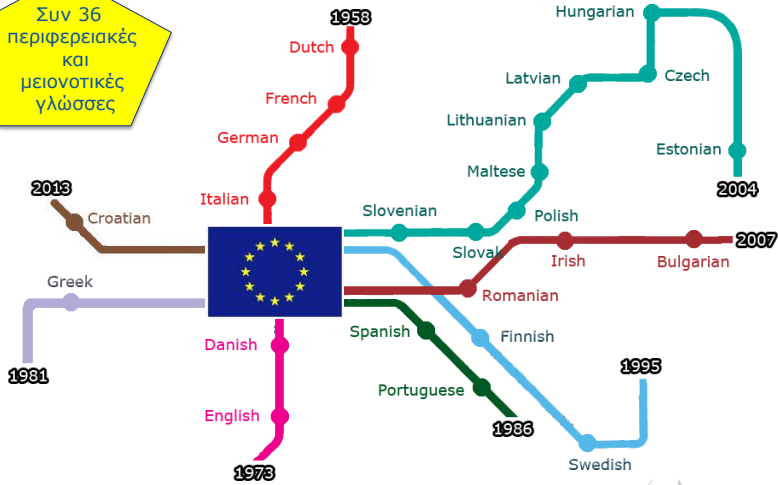 Συν 36
περιφερειακές
και
μειονοτικές
γλώσσες
1958
Dutch
French
German
Italian
Hungarian
Czech
Latvian
Lithuanian
Maltese
Polish
Slovak
Slovenian
Estonian
2004
2013
Croatian
Greek
1981
2007
Bulgarian
Irish
Romanian
Danish
English
1973
Spanish
Portuguese
1986
Finnish
Swedish
1995